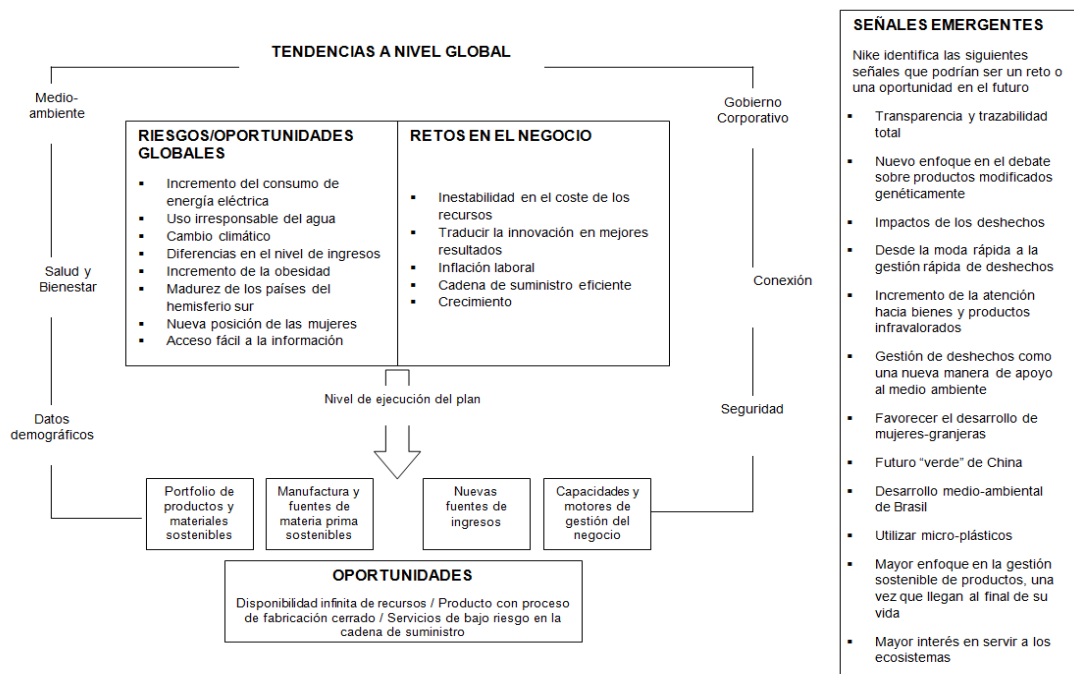 TENDENCIAS A NIVEL GLOBAL
Medio-
ambiente
Salud y
Bienestar
Datos
demográficos
Gobierno
Corporativo
Conexión
Seguridad
RIESGOS/OPORTUNIDADES
GLOBALES
▪ Incremento del consumo de
energía eléctrica
▪ Uso irresponsable del agua
▪ Cambio climático
▪ Diferencias en el nivel de ingresos
▪ Incremento de la obesidad
▪ Madurez de los países del
hemisferio sur
▪ Nueva posición de las mujeres
▪ Acceso fácil a la información
RETOS EN EL NEGOCIO
▪ Inestabilidad en el coste de los
recursos
▪ Traducir la innovación en mejores
resultados
▪ Inflación laboral
▪ Cadena de suministro eficiente
▪ Crecimiento
Nivel de ejecución del plan
Portfolio de
productos y
materiales
sostenibles
Manufactura y
fuentes de
materia prima
sostenibles
Nuevas
fuentes de
ingresos
Capacidades y
motores de
gestión del
negocio
OPORTUNIDADES
Disponibilidad infinita de recursos / Producto con proceso
de fabricación cerrado / Servicios de bajo riesgo en la
cadena de suministro
SEÑALES EMERGENTES
Nike identifica las siguientes
señales que podrían ser un reto o
una oportunidad en el futuro
▪ Transparencia y trazabilidad
total
▪ Nuevo enfoque en el debate
sobre productos modificados
genéticamente
▪ Impactos de los deshechos
▪ Desde la moda rápida a la
gestión rápida de deshechos
▪ Incremento de la atención
hacia bienes y productos
infravalorados
▪ Gestión de deshechos como
una nueva manera de apoyo
al medio ambiente
▪ Favorecer el desarrollo de
mujeres-granjeras
▪ Futuro “verde” de China
▪ Desarrollo medio-ambiental
de Brasil
▪ Utilizar micro-plásticos
▪ Mayor enfoque en la gestión
sostenible de productos, una
vez que llegan al final de su
vida
▪ Mayor interés en servir a los
ecosistemas